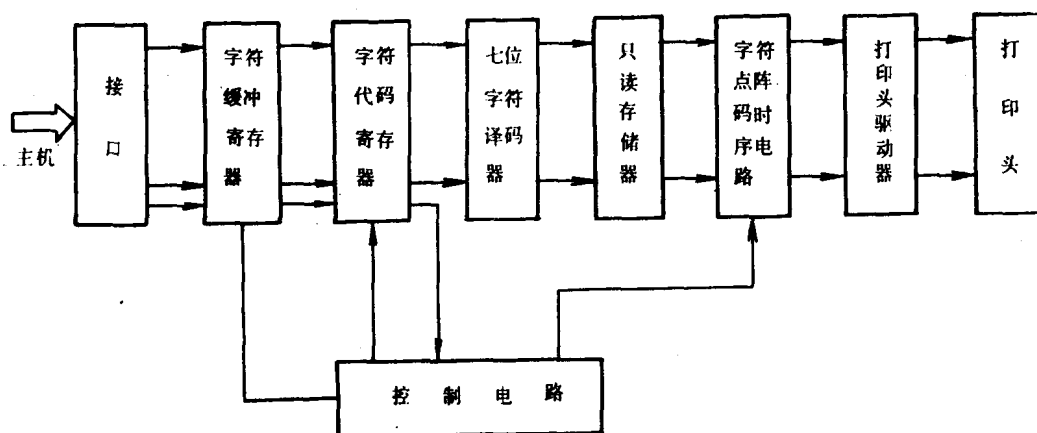 主机
接
口
字符
缓冲
寄存
器
字符
代码
寄存
器
七位
字符
译码
器
只
读
存
储
器
字符
点阵
码时
序电
路
打
印
头
驱
动
器
打
印
头
控制电路